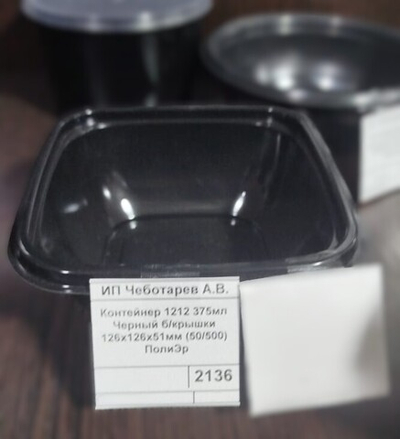 ИП Чеботарев А.В.
Контейнер 1212 375мл
Черный б/крышки
126х126х51мм (50/500)
ПолиЭр
2136